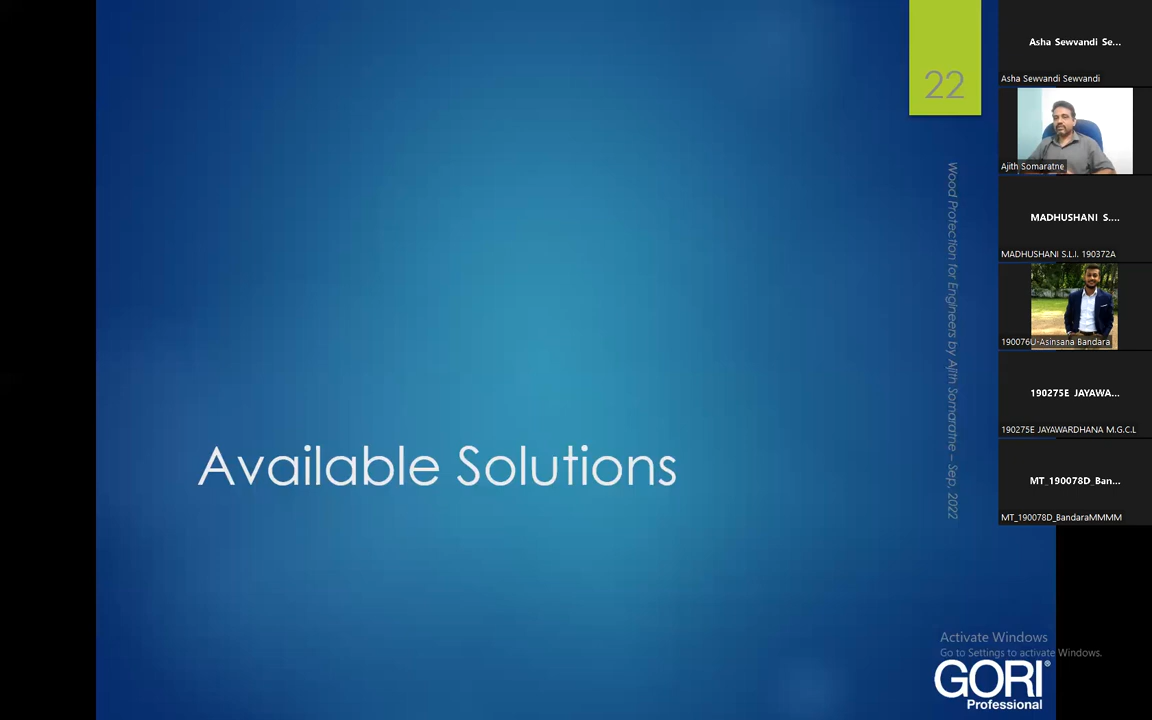 22
Wood Protection for Engineers by Ajith Somaratne – Sep, 2022
Available Solutions
Activate Windows
Go to Settings to activate Windows.
GORI®
Professional
Asha Sewvandi Se...
Asha Sewvandi Sewvandi
Ajith Somaratne
MADHUSHANI S....
MADHUSHANI S.L.I. 190372A
190076U-Asinsana Bandara
190275E JAYAWA...
190275E JAYAWARDHANA M.G.C.L
MT_190078D_Ban...
MT_190078D_BandaraMMMM